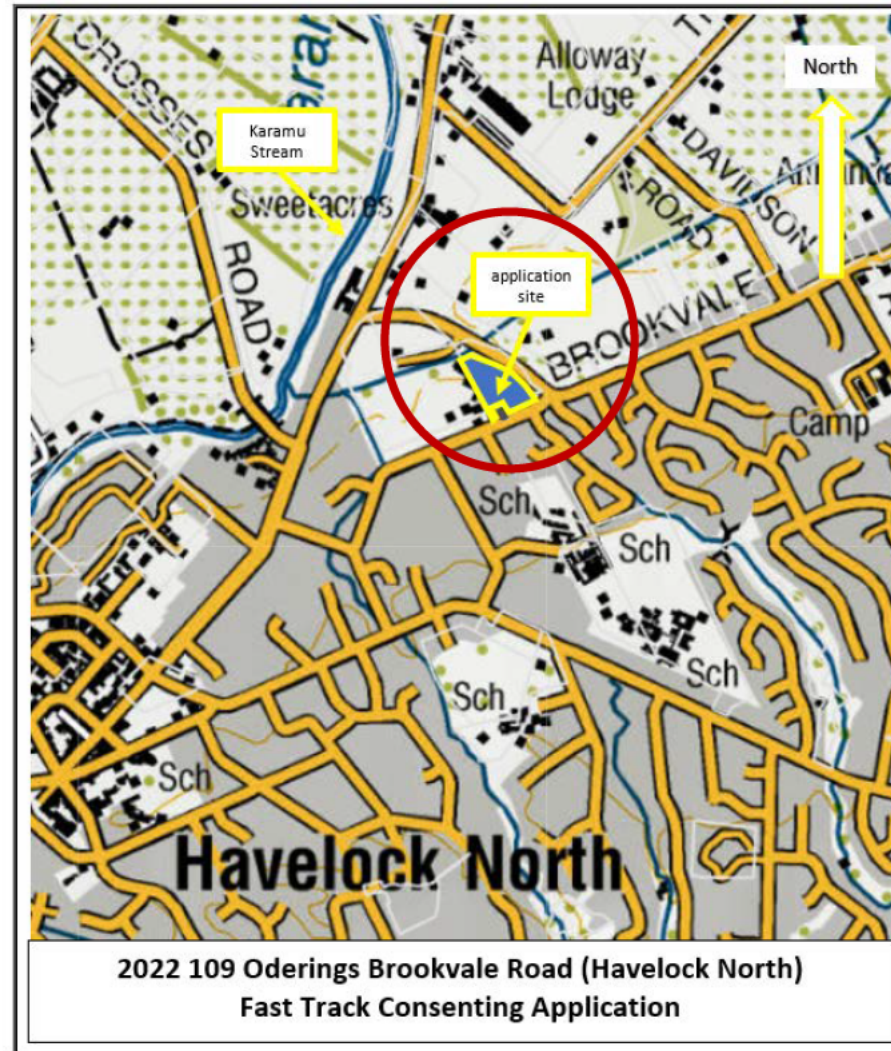 CROSSES
ROAD
Karamu
Stream
Sweetacres
Alloway
Lodge
North
DAVIDSON
ROAD
application
site
BROOKVALE
Camp
Sch
Sch
Sch
Sch
Sch
Havelock North
2022 109 Oderings Brookvale Road (Havelock North)
Fast Track Consenting Application